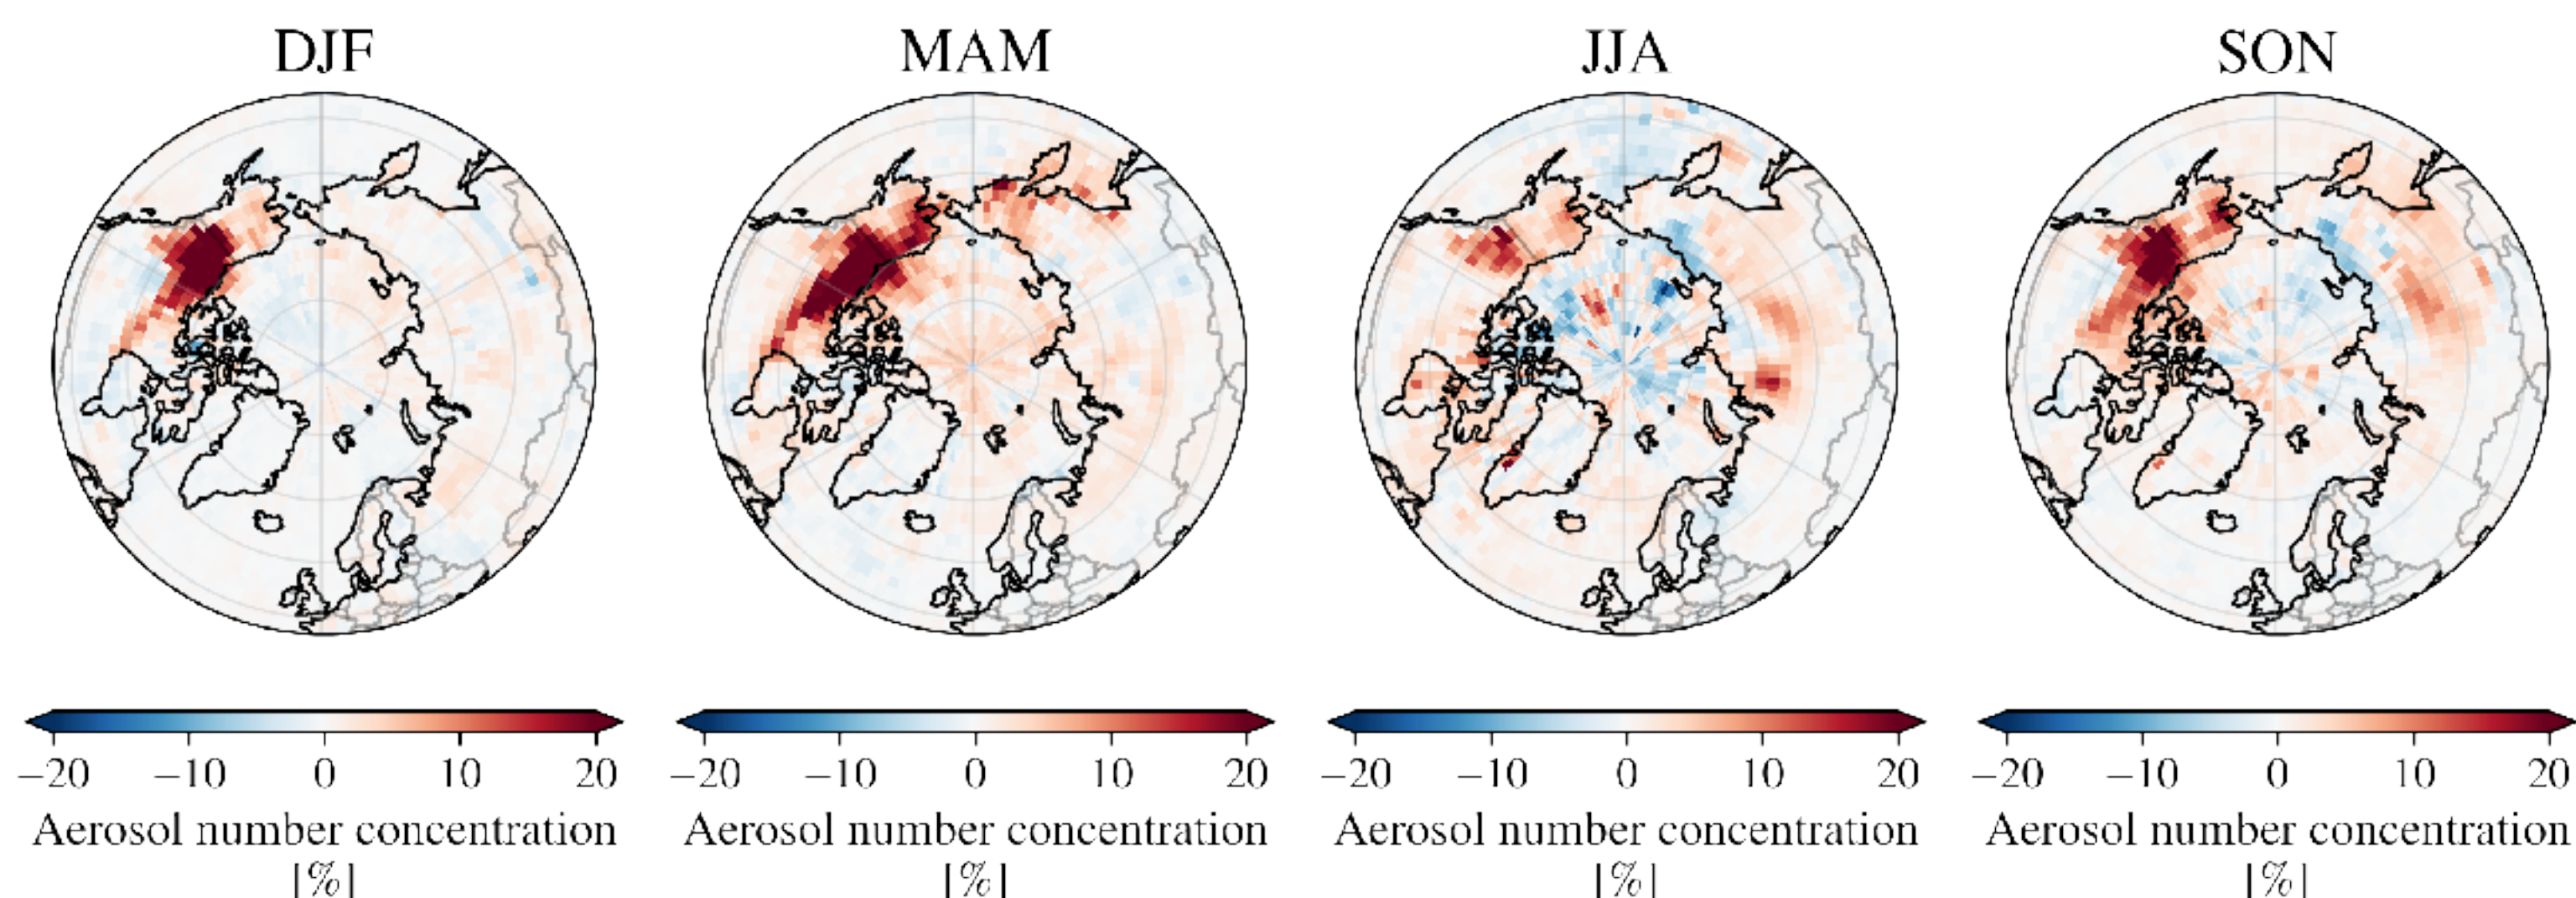 DJF MAM JJA SON
−20 −10 0 10 20 −20 −10 0 10 20 −20 −10 0 10 20 −20 −10 0 10 20
Aerosol number concentration Aerosol number concentration Aerosol number concentration Aerosol number concentration
[%] [%] [%] [%]